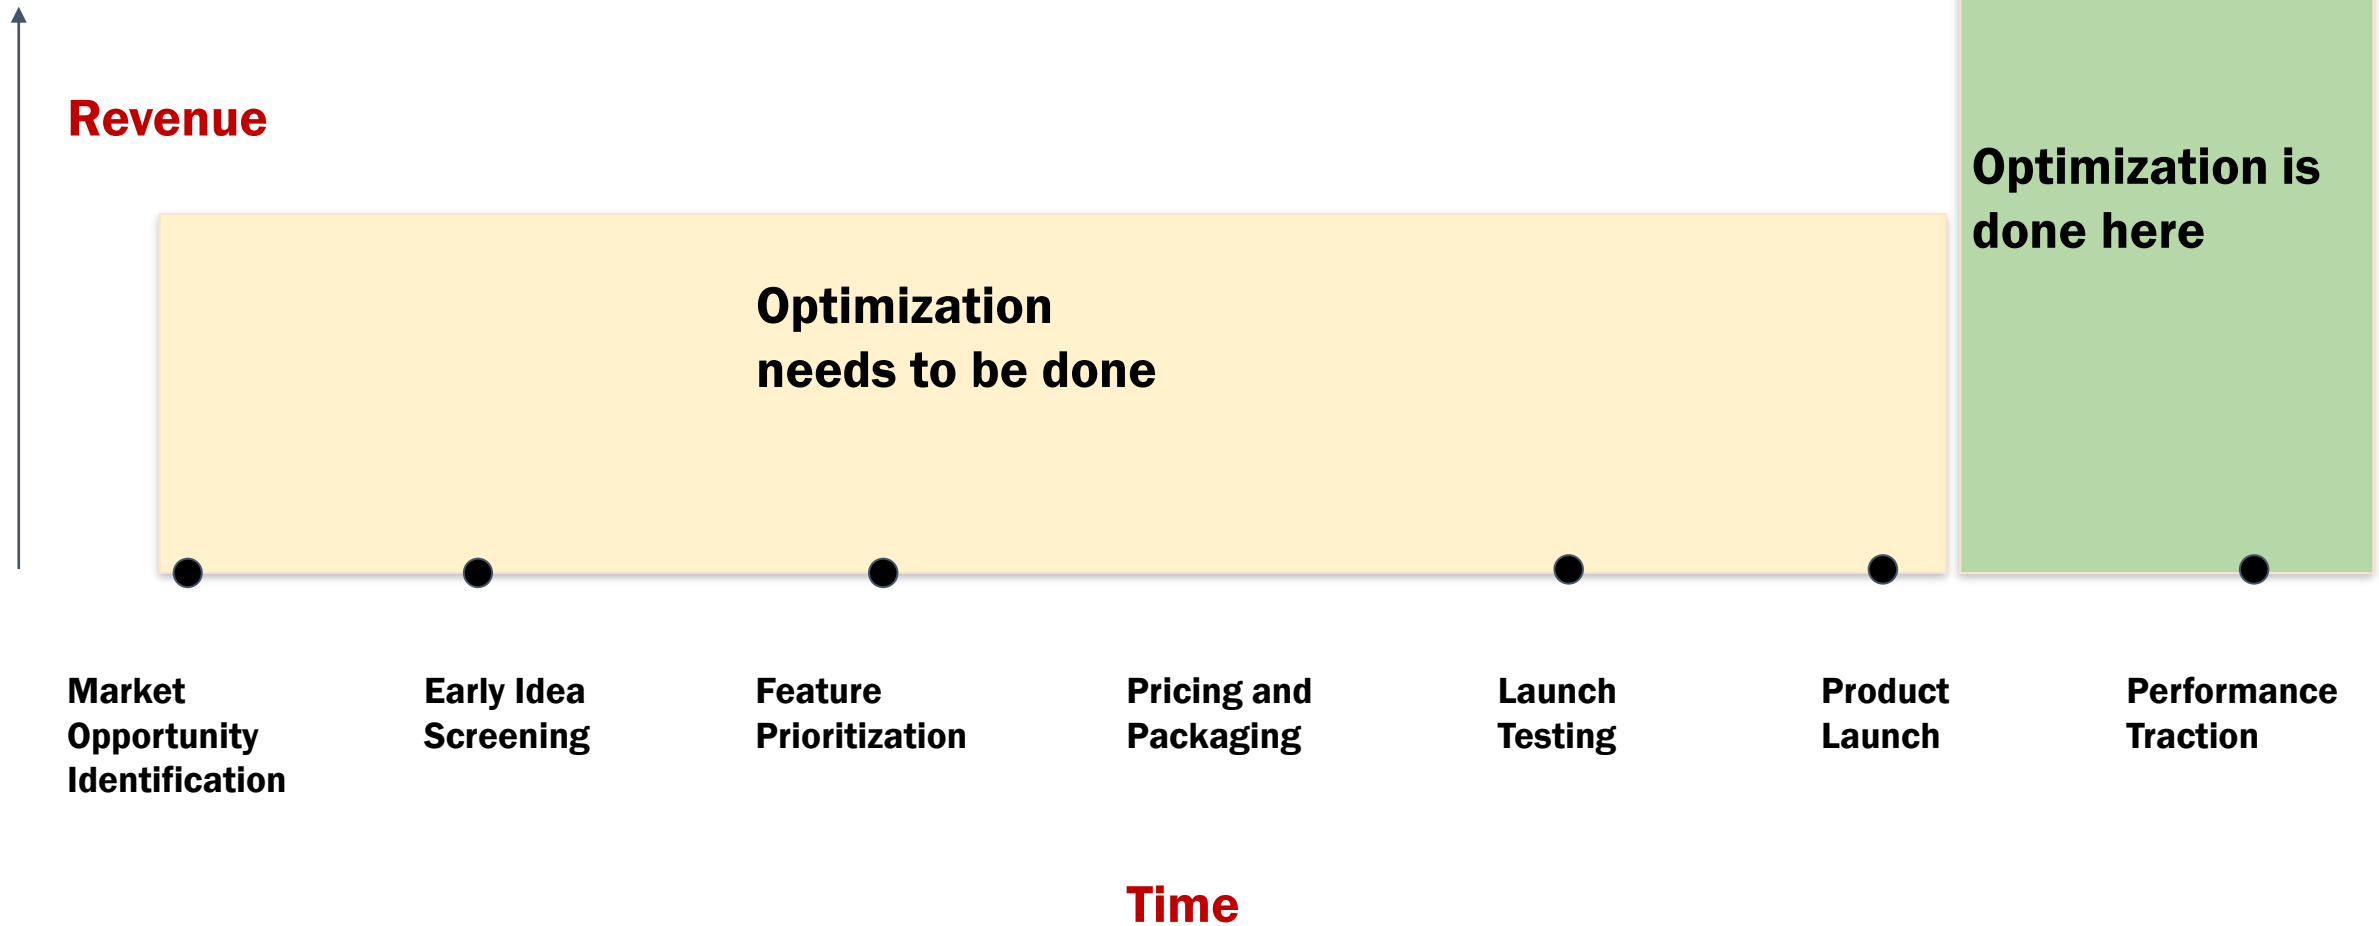 Revenue
Optimization is
done here
Optimization
needs to be done
Market
Opportunity
Identification
Early Idea
Screening
Feature
Prioritization
Pricing and
Packaging
Launch
Testing
Product
Launch
Performance
Traction
Time